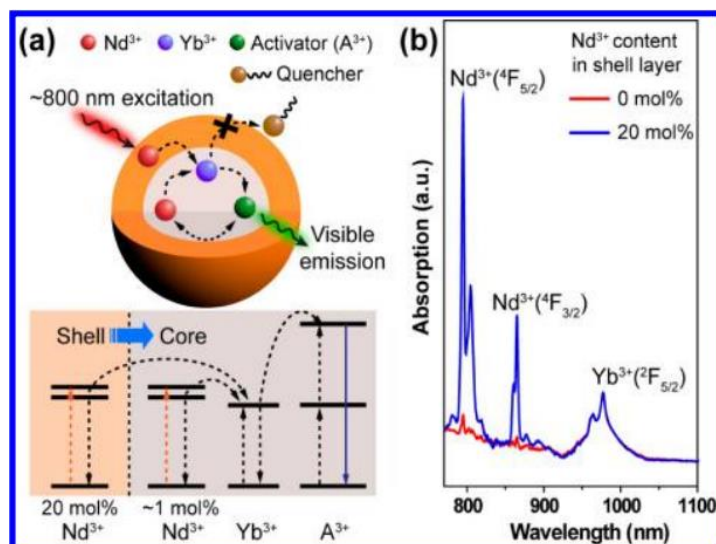 (a)
Nd³⁺ Yb³⁺ Activator (A³⁺)
Quencher
~800 nm excitation
Visible
emission
Shell Core
20 mol% ~1 mol%
Nd³⁺ Nd³⁺ Yb³⁺ A³⁺
(b)
Nd³⁺ content
in shell layer
0 mol%
20 mol%
Nd³⁺(⁴F₅/₂)
Nd³⁺(⁴F₃/₂)
Yb³⁺(²F₅/₂)
Absorption (a.u.)
800 900 1000 1100
Wavelength (nm)